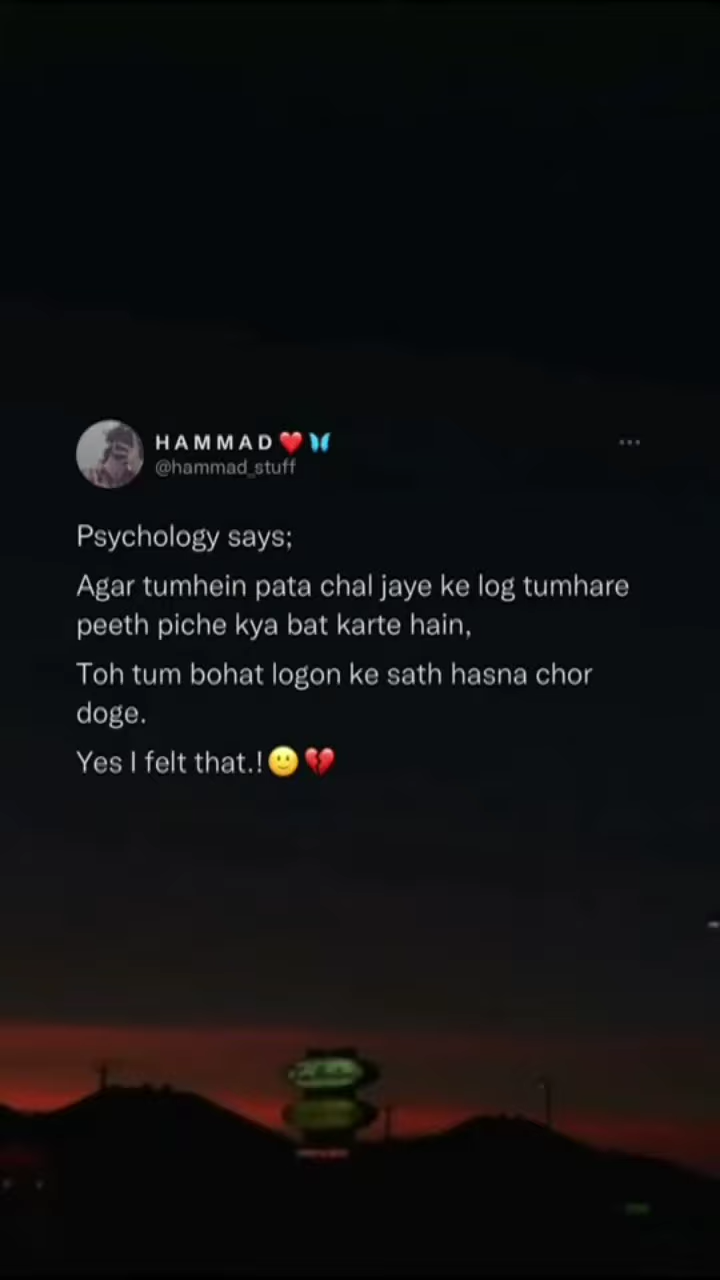 HAMMAD❤️🦋
@hammad_stuff
Psychology says;
Agar tumhein pata chal jaye ke log tumhare
peeth piche kya bat karte hain,
Toh tum bohat logon ke sath hasna chor
doge.
Yes I felt that.!🙂💔